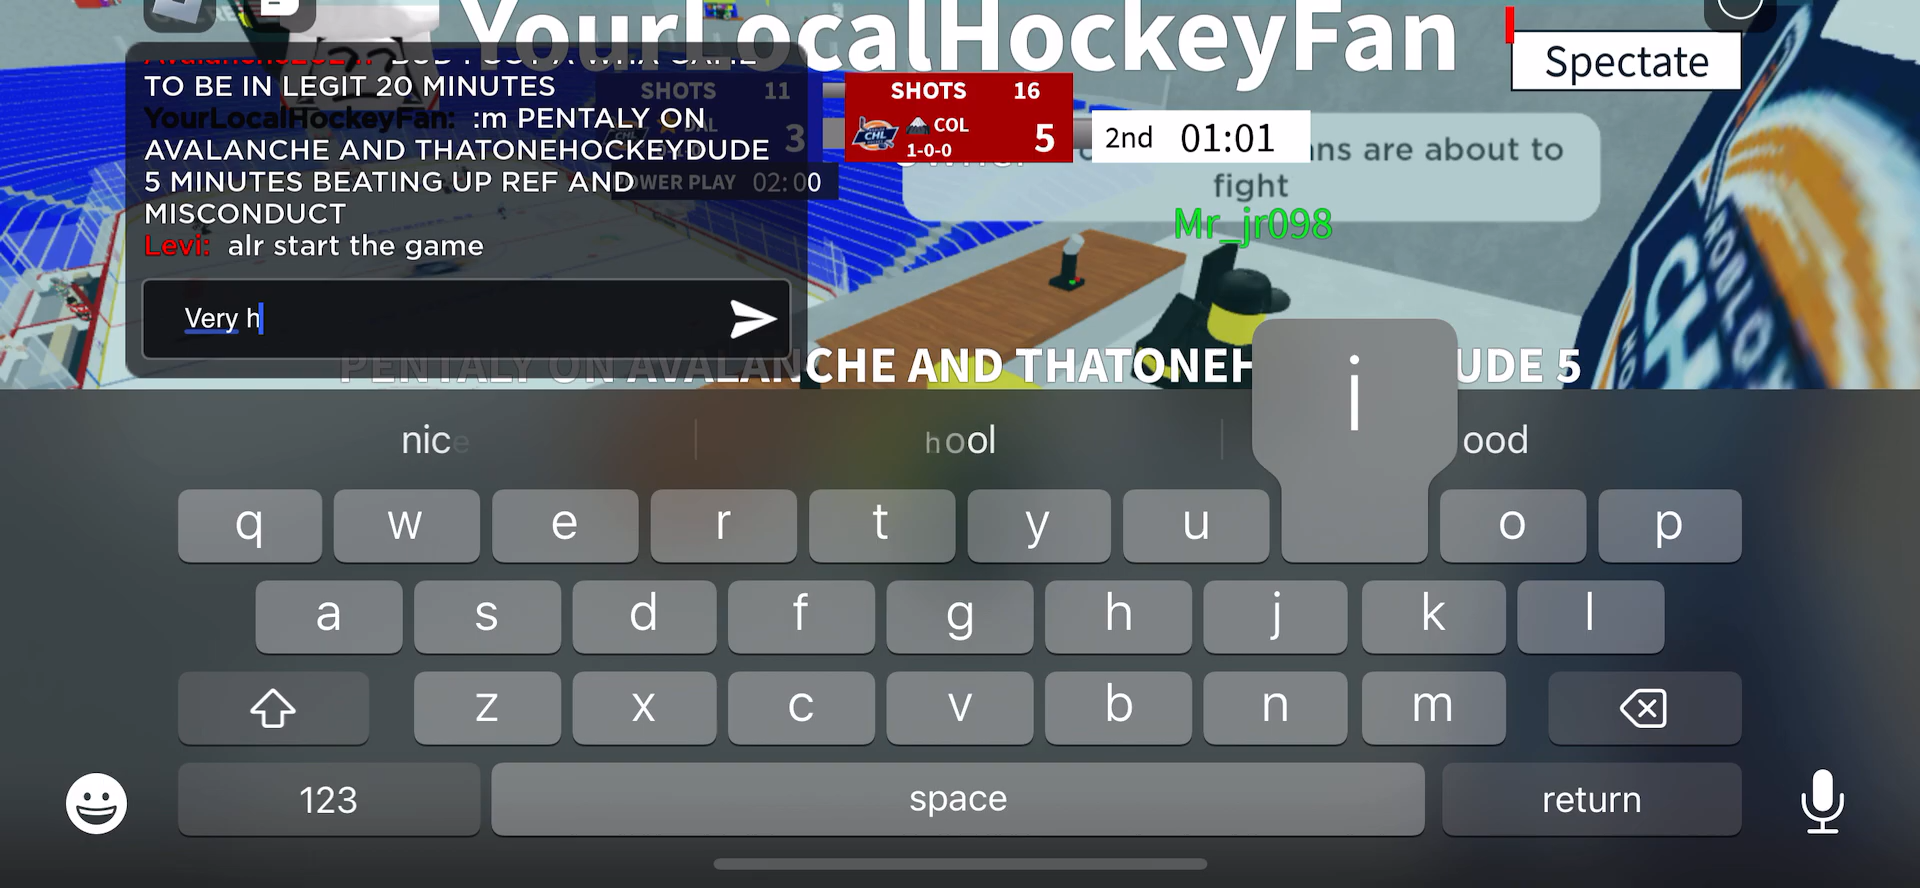 YourLocalHockeyFan
Spectate
TO BE IN LEGIT 20 MINUTES
YourLocalHockeyFan: :m PENTALY ON
AVALANCHE AND THATONEHOCKEYDUDE
5 MINUTES BEATING UP REF AND
MISCONDUCT
Levi: alr start the game
SHOTS 11
DAL 3
POWER PLAY 02:00
SHOTS 16
CHL COL 5
1-0-0
2nd 01:01
ns are about to
fight
Mr_jr098
Very h
PENTALY ON AVALANCHE AND THATONEH UDE 5
ROBLOX
CH
i
nice hool ood
q w e r t y u o p
a s d f g h j k l
z x c v b n m
123 space return